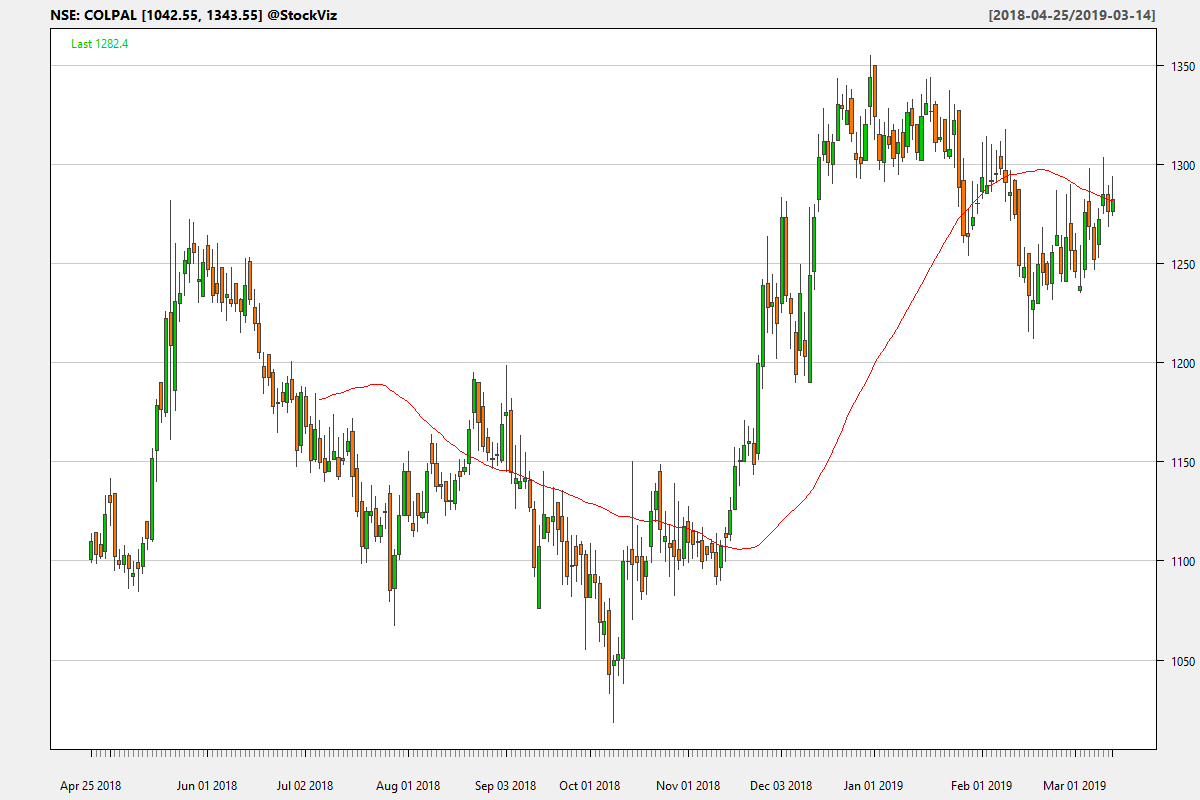 NSE: COLPAL [1042.55, 1343.55] @StockViz
[2018-04-25/2019-03-14]
Last 1282.4
1350
1300
1250
1200
1150
1100
1050
Apr 25 2018 Jun 01 2018 Jul 02 2018 Aug 01 2018 Sep 03 2018 Oct 01 2018 Nov 01 2018 Dec 03 2018 Jan 01 2019 Feb 01 2019 Mar 01 2019